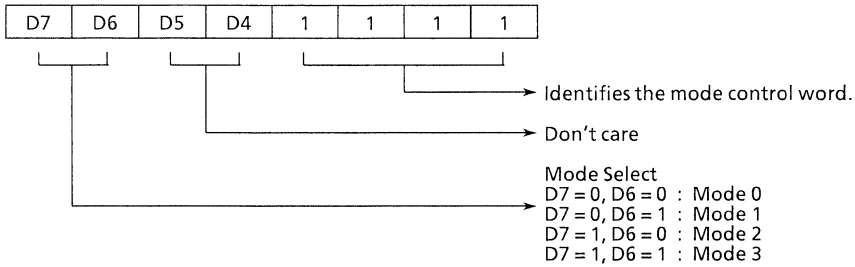 D7 D6 D5 D4 1 1 1 1
Identifies the mode control word.
Don't care
Mode Select
D7 = 0, D6 = 0 : Mode 0
D7 = 0, D6 = 1 : Mode 1
D7 = 1, D6 = 0 : Mode 2
D7 = 1, D6 = 1 : Mode 3